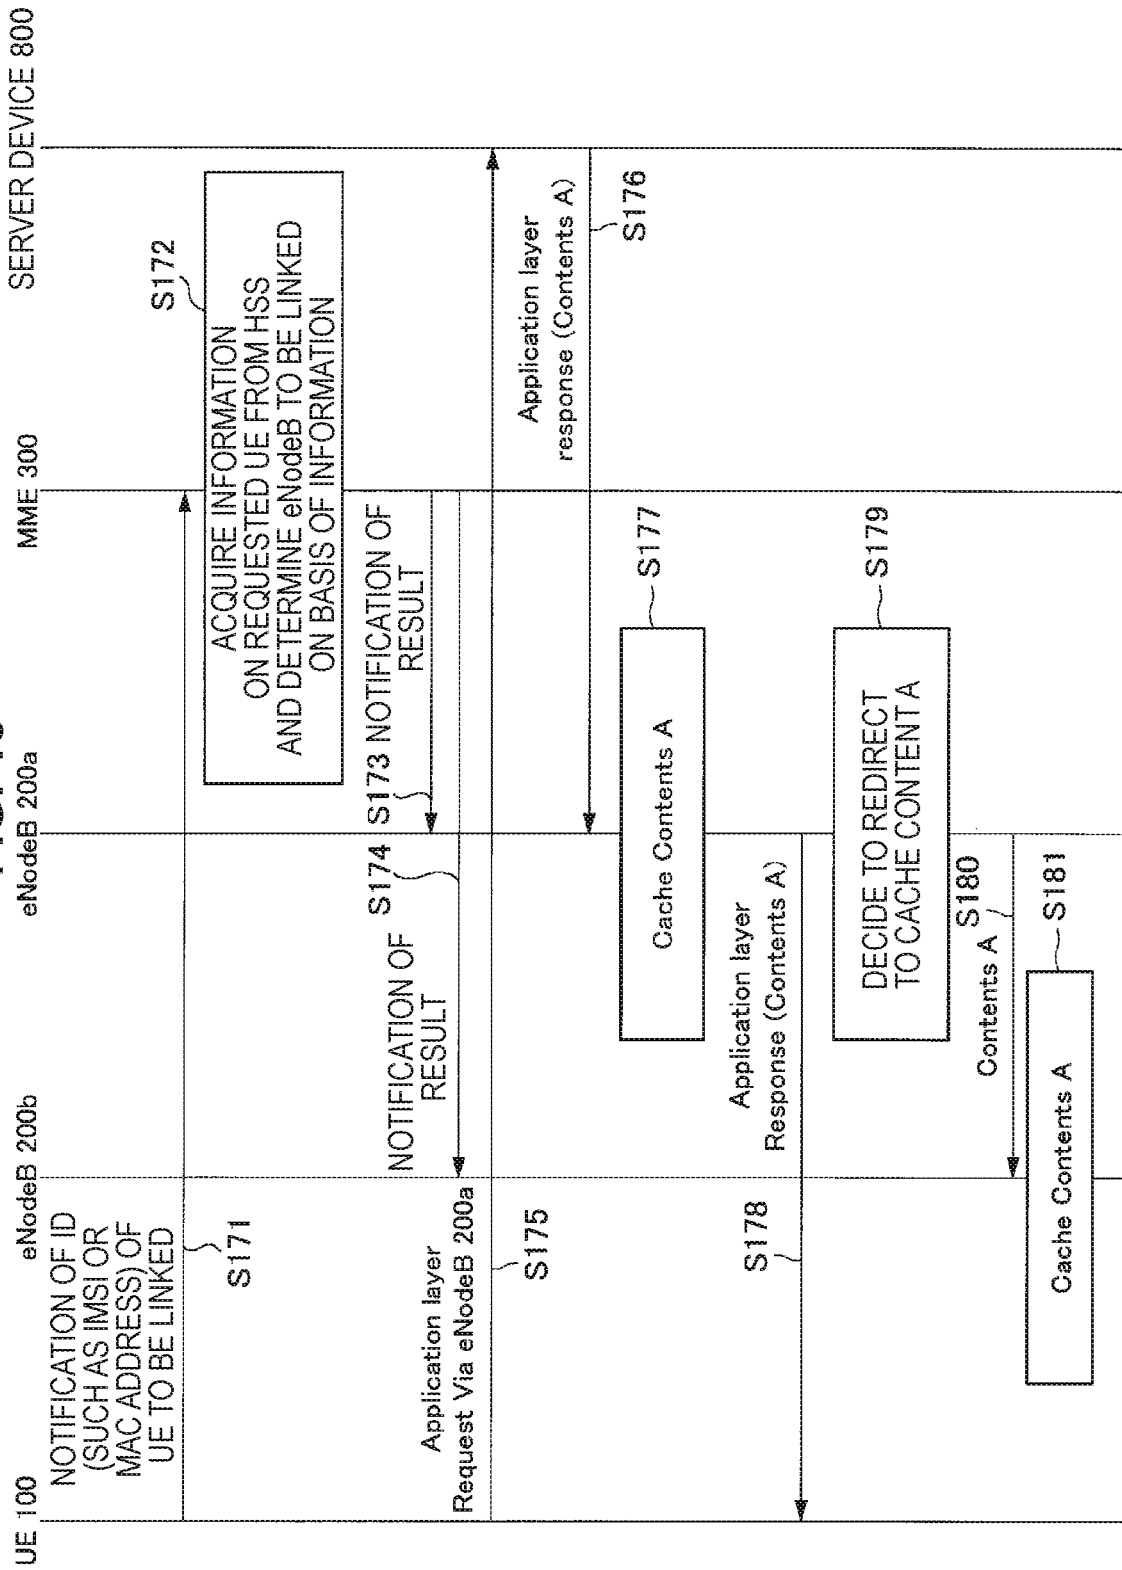 UE 100
eNodeB 200b
eNodeB 200a
MME 300
SERVER DEVICE 800
NOTIFICATION OF ID
(SUCH AS IMSI OR
MAC ADDRESS) OF
UE TO BE LINKED
S171
S172
ACQUIRE INFORMATION
ON REQUESTED UE FROM HSS
AND DETERMINE eNodeB TO BE LINKED
ON BASIS OF INFORMATION
S173 NOTIFICATION OF
RESULT
S174
NOTIFICATION OF
RESULT
Application layer
Request Via eNodeB 200a
S175
Application layer
response (Contents A)
S176
Cache Contents A
S177
Application layer
Response (Contents A)
S178
DECIDE TO REDIRECT
TO CACHE CONTENT A
S179
S180
Contents A
Cache Contents A
S181